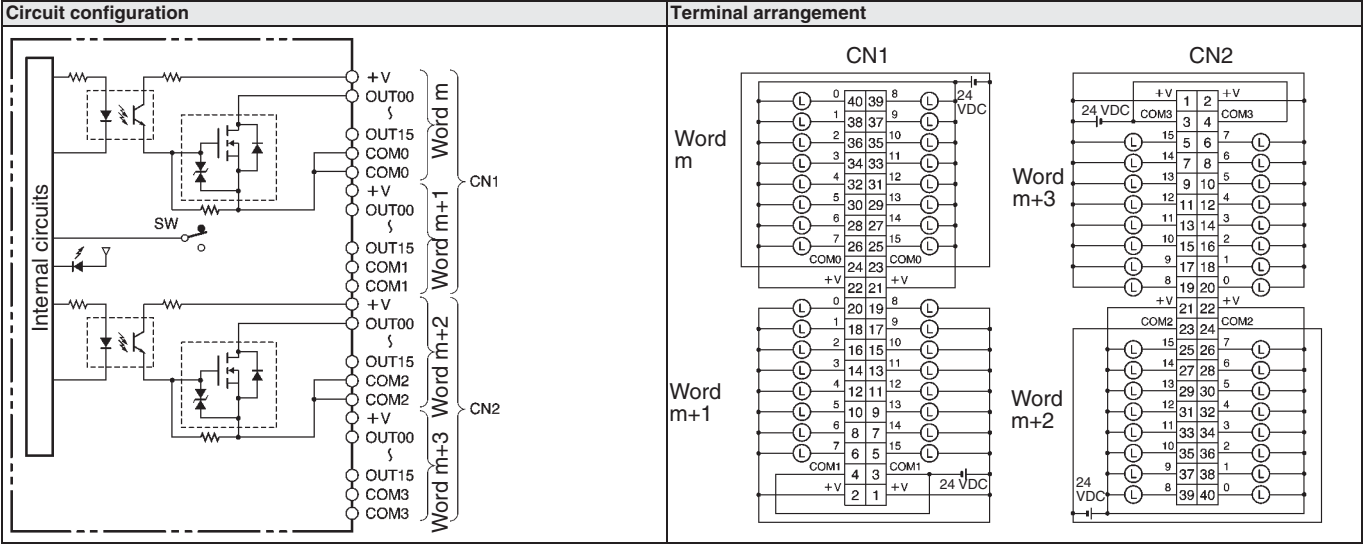 Circuit configuration
Terminal arrangement
Internal circuits
SW
+V
OUT00
OUT15
COM0
COM0
Word m
+V
OUT00
OUT15
COM1
COM1
Word m+1
CN1
+V
OUT00
OUT15
COM2
COM2
Word m+2
+V
OUT00
OUT15
COM3
COM3
Word m+3
CN2
CN1
24 VDC
Word m
L 0 40 39 8 L
L 1 38 37 9 L
L 2 36 35 10 L
L 3 34 33 11 L
L 4 32 31 12 L
L 5 30 29 13 L
L 6 28 27 14 L
L 7 26 25 15 L
COM0 24 23 COM0
+V 22 21 +V
Word m+1
L 0 20 19 8 L
L 1 18 17 9 L
L 2 16 15 10 L
L 3 14 13 11 L
L 4 12 11 12 L
L 5 10 9 13 L
L 6 8 7 14 L
L 7 6 5 15 L
COM1 4 3 COM1
+V 2 1 +V
24 VDC
CN2
+V 1 2 +V
24 VDC
COM3 3 4 COM3
Word m+3
L 15 5 6 7 L
L 14 7 8 6 L
L 13 9 10 5 L
L 12 11 12 4 L
L 11 13 14 3 L
L 10 15 16 2 L
L 9 17 18 1 L
L 8 19 20 0 L
+V 21 22 +V
COM2 23 24 COM2
Word m+2
L 15 25 26 7 L
L 14 27 28 6 L
L 13 29 30 5 L
L 12 31 32 4 L
L 11 33 34 3 L
L 10 35 36 2 L
L 9 37 38 1 L
L 8 39 40 0 L
24 VDC